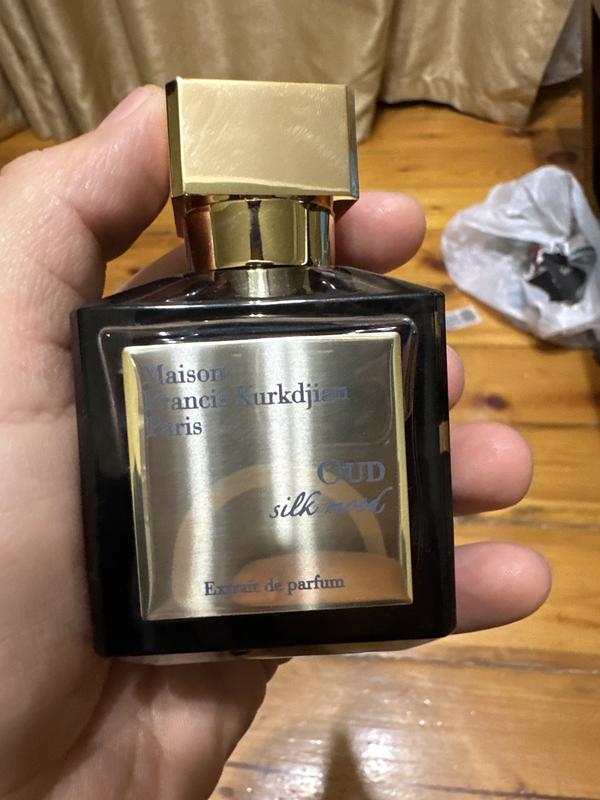 Maison
Francis Kurkdjian
Paris
OUD
silk mood
Extrait de parfum